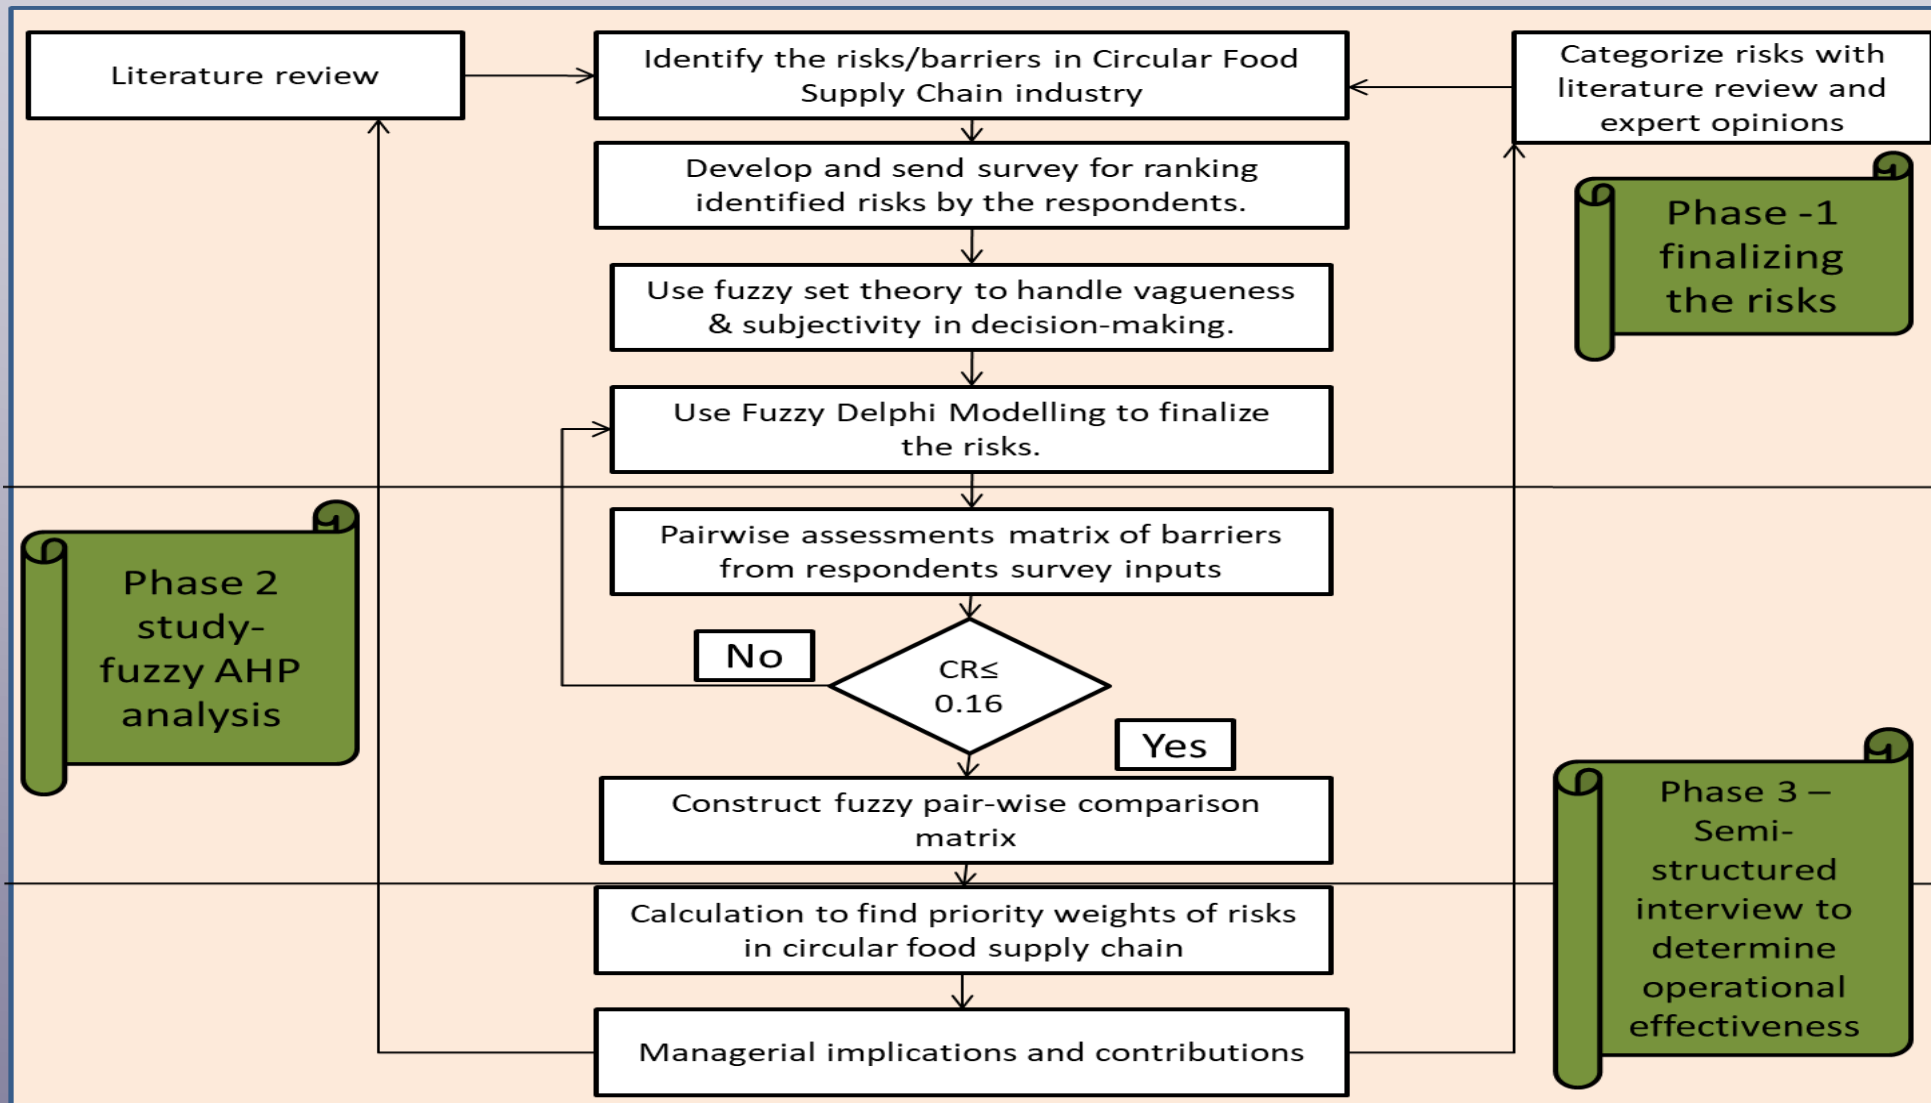 Literature review
Identify the risks/barriers in Circular Food
Supply Chain industry
Categorize risks with
literature review and
expert opinions
Develop and send survey for ranking
identified risks by the respondents.
Phase -1
finalizing
the risks
Use fuzzy set theory to handle vagueness
& subjectivity in decision-making.
Use Fuzzy Delphi Modelling to finalize
the risks.
Pairwise assessments matrix of barriers
from respondents survey inputs
Phase 2
study-
fuzzy AHP
analysis
No
CR≤
0.16
Yes
Construct fuzzy pair-wise comparison
matrix
Phase 3 –
Semi-
structured
interview to
determine
operational
effectiveness
Calculation to find priority weights of risks
in circular food supply chain
Managerial implications and contributions